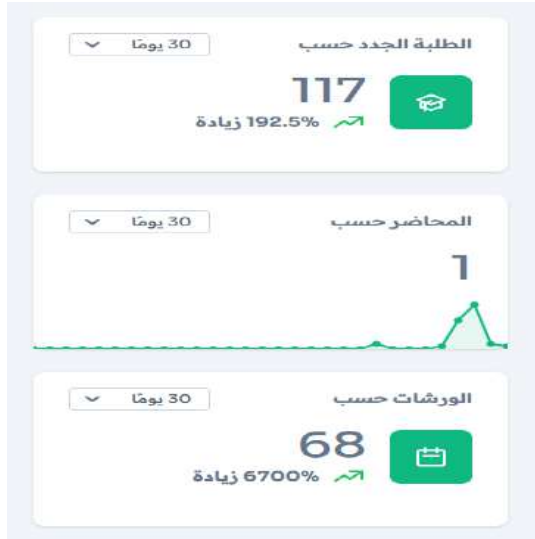 الطلبة الجدد حسب
30 يومًا
117
192.5% زيادة
المحاضر حسب
30 يومًا
1
الورشات حسب
30 يومًا
68
6700% زيادة